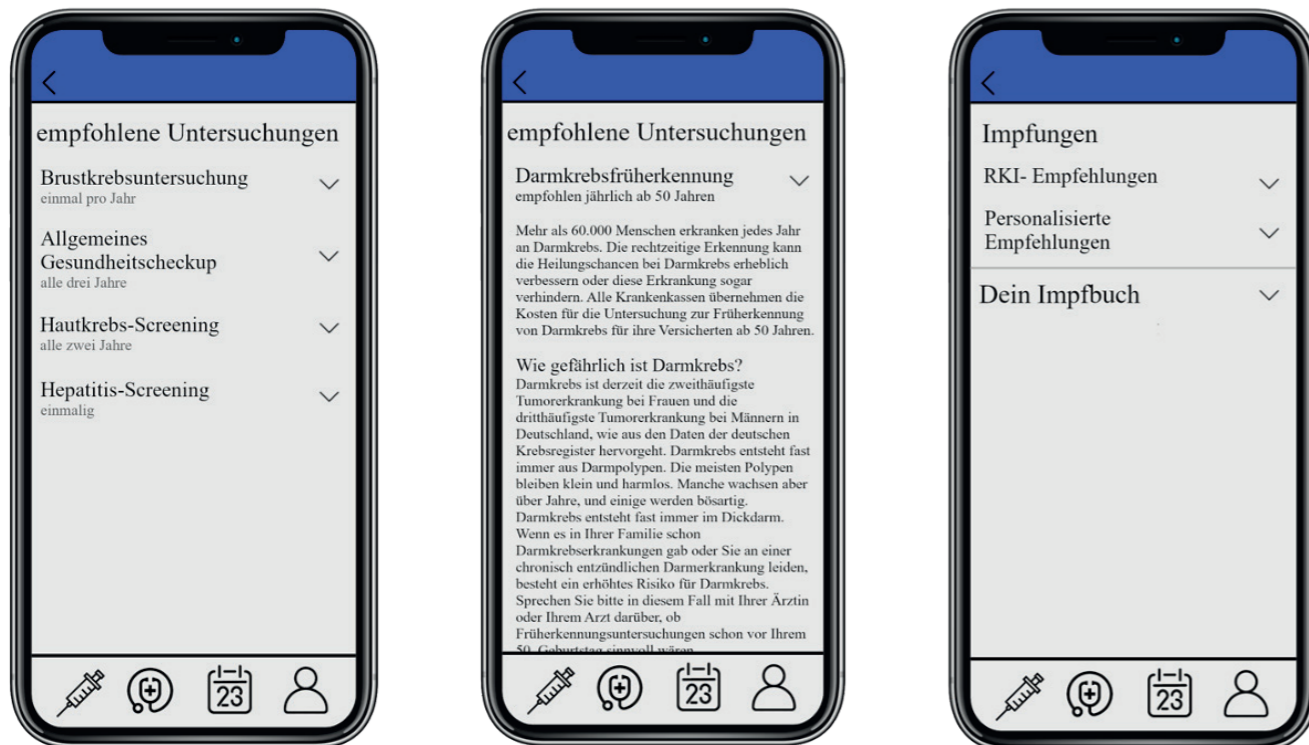 empfohlene Untersuchungen
Brustkrebsuntersuchung
einmal pro Jahr
Allgemeines
Gesundheitscheckup
alle drei Jahre
Hautkrebs-Screening
alle zwei Jahre
Hepatitis-Screening
einmalig
23
empfohlene Untersuchungen
Darmkrebsfrüherkennung
empfohlen jährlich ab 50 Jahren
Mehr als 60.000 Menschen erkranken jedes Jahr
an Darmkrebs. Die rechtzeitige Erkennung kann
die Heilungschancen bei Darmkrebs erheblich
verbessern oder diese Erkrankung sogar
verhindern. Alle Krankenkassen übernehmen die
Kosten für die Untersuchung zur Früherkennung
von Darmkrebs für ihre Versicherten ab 50 Jahren.
Wie gefährlich ist Darmkrebs?
Darmkrebs ist derzeit die zweithäufigste
Tumorerkrankung bei Frauen und die
dritthäufigste Tumorerkrankung bei Männern in
Deutschland, wie aus den Daten der deutschen
Krebsregister hervorgeht. Darmkrebs entsteht fast
immer aus Darmpolypen. Die meisten Polypen
bleiben klein und harmlos. Manche wachsen aber
über Jahre, und einige werden bösartig.
Darmkrebs entsteht fast immer im Dickdarm.
Wenn es in Ihrer Familie schon
Darmkrebserkrankungen gab oder Sie an einer
chronisch entzündlichen Darmerkrankung leiden,
besteht ein erhöhtes Risiko für Darmkrebs.
Sprechen Sie bitte in diesem Fall mit Ihrer Ärztin
oder Ihrem Arzt darüber, ob
Früherkennungsuntersuchungen schon vor Ihrem
50. Geburtstag sinnvoll wären
23
Impfungen
RKI- Empfehlungen
Personalisierte
Empfehlungen
Dein Impfbuch
23